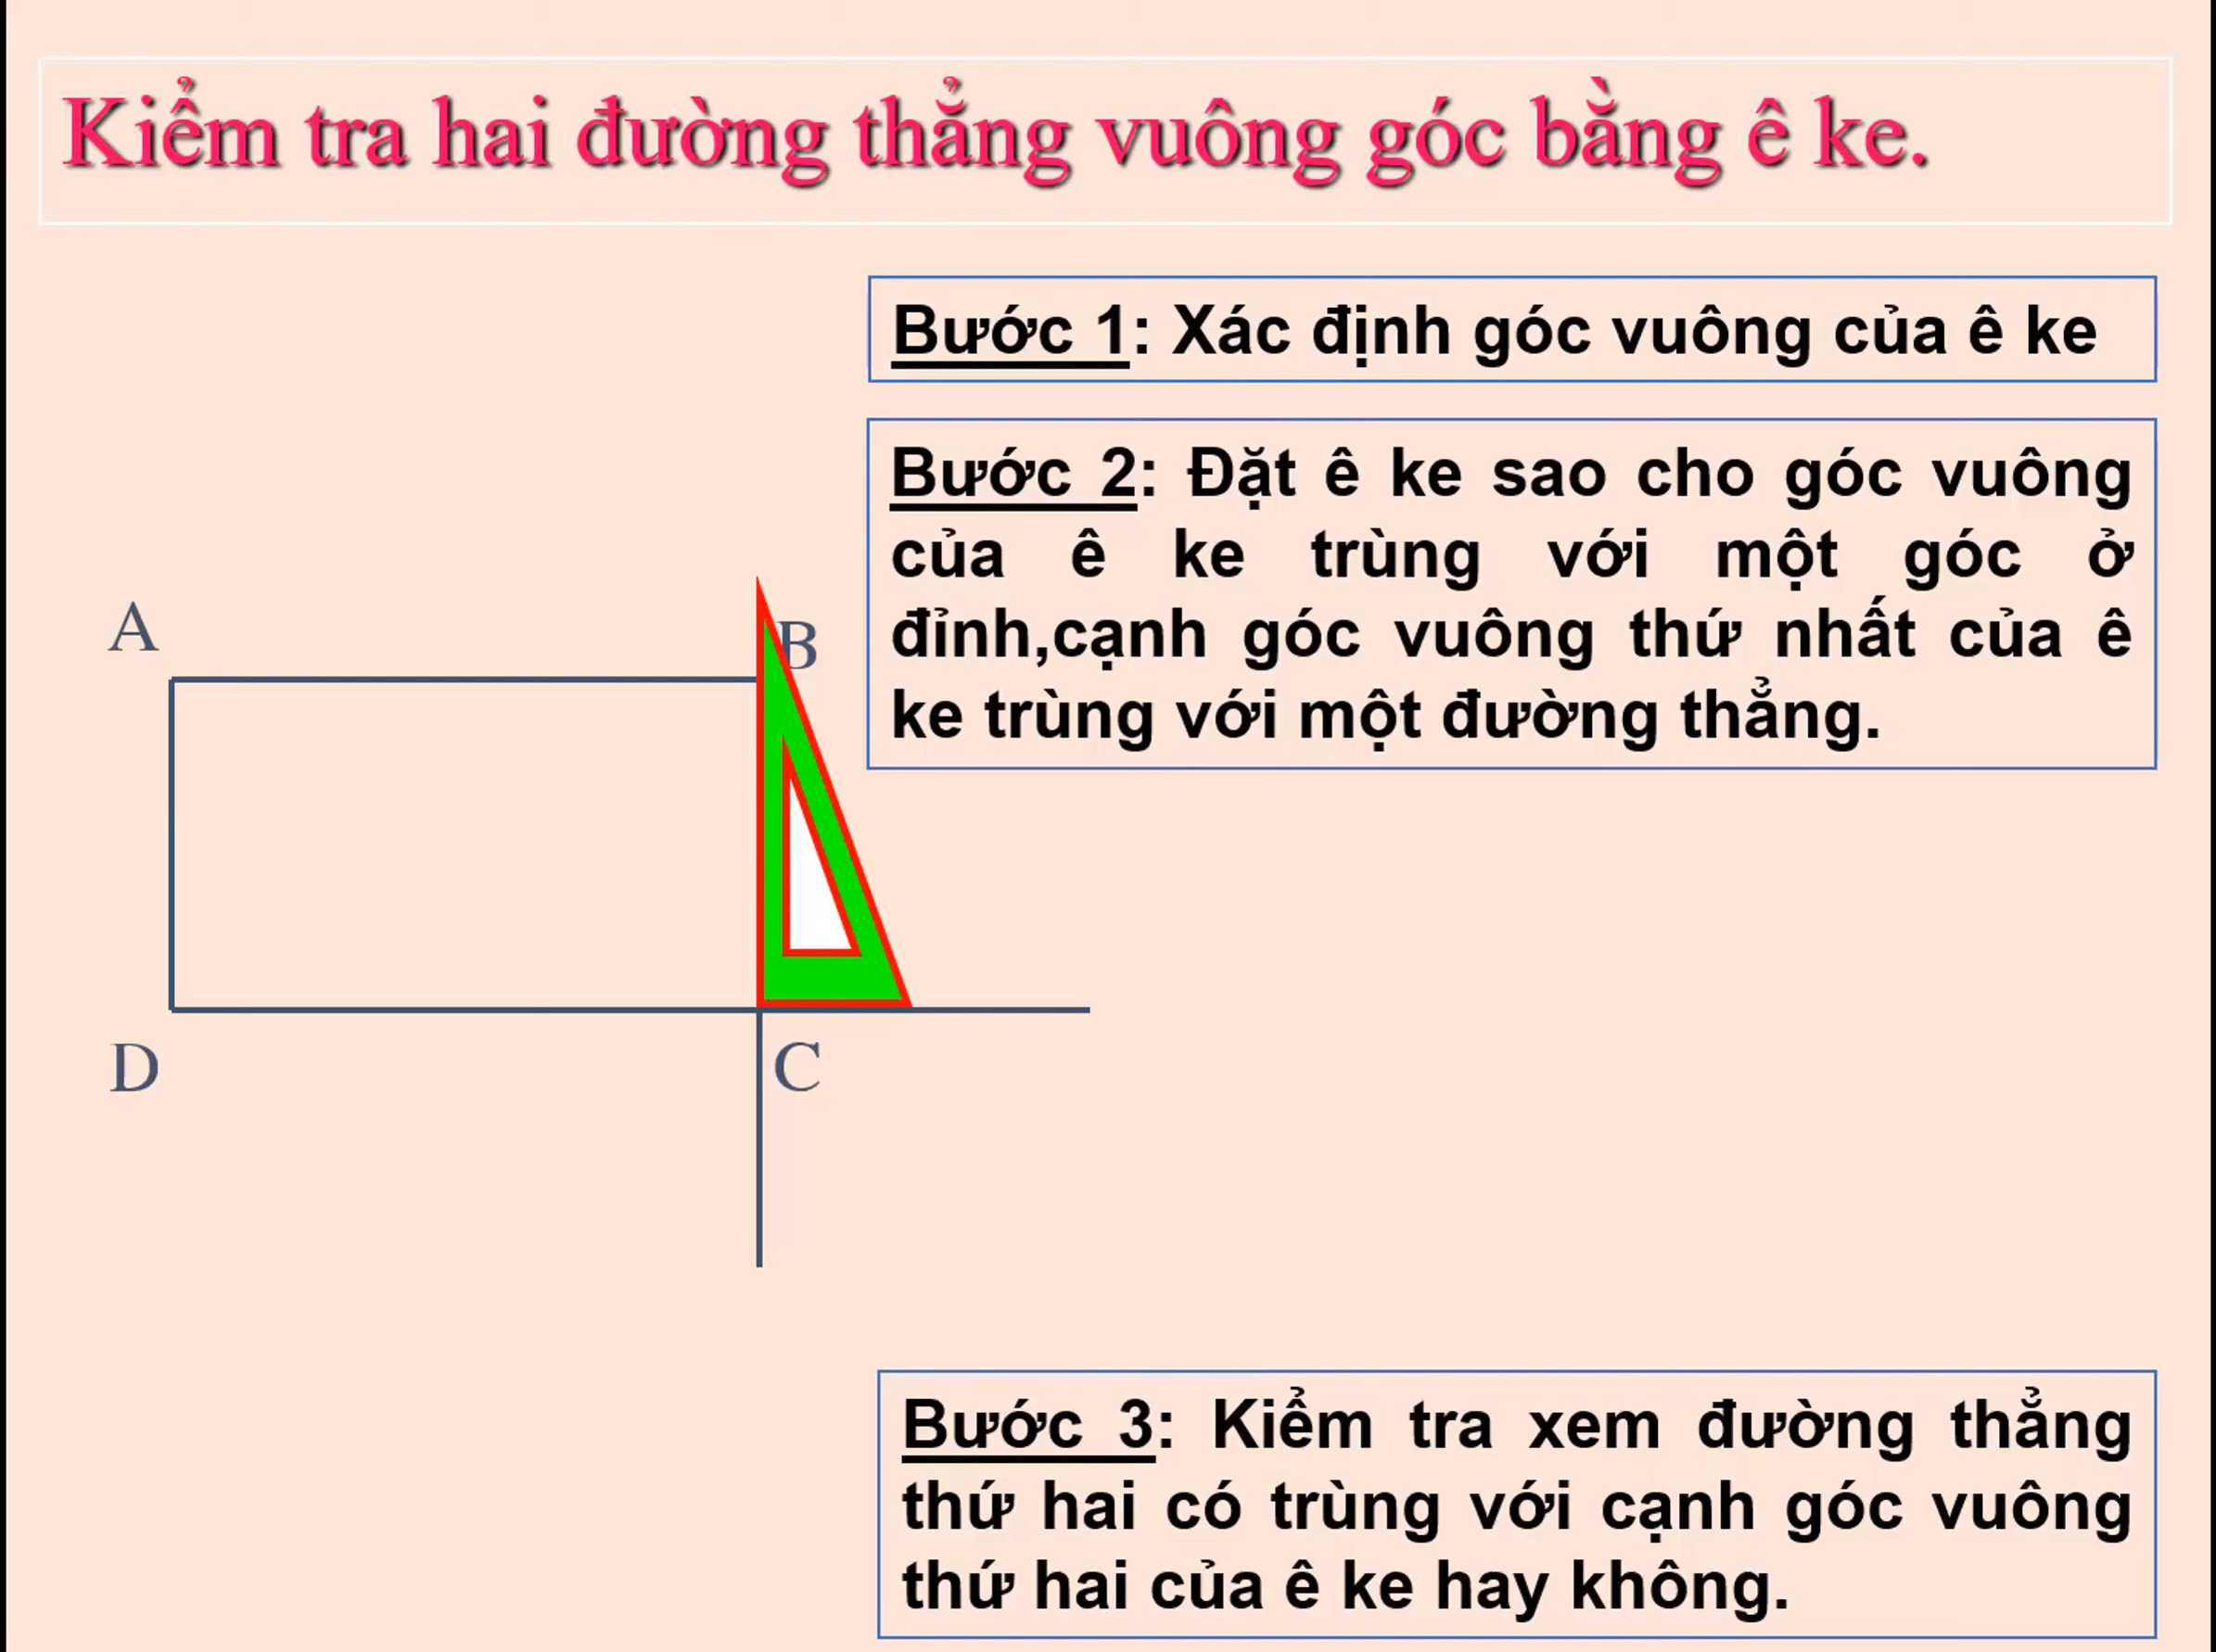 Kiểm tra hai đường thẳng vuông góc bằng ê ke.
Bước 1: Xác định góc vuông của ê ke
Bước 2: Đặt ê ke sao cho góc vuông
của ê ke trùng với một góc ở
đỉnh,cạnh góc vuông thứ nhất của ê
ke trùng với một đường thẳng.
A
B
D
C
Bước 3: Kiểm tra xem đường thẳng
thứ hai có trùng với cạnh góc vuông
thứ hai của ê ke hay không.